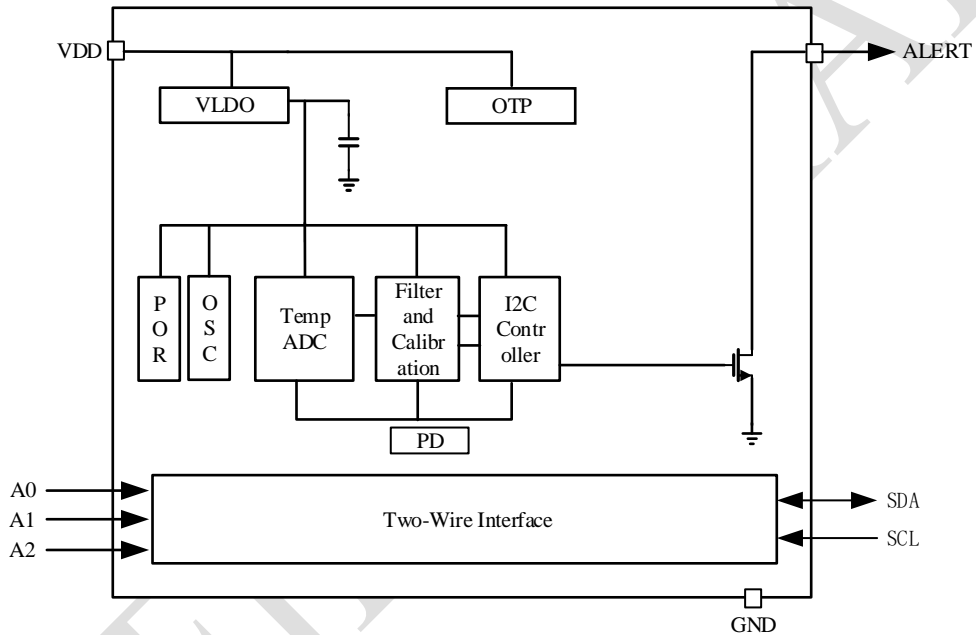 VDD
ALERT
VLDO
OTP
P
O
R
O
S
C
Temp
ADC
Filter
and
Calibr
ation
I2C
Contr
oller
PD
A0
A1
A2
Two-Wire Interface
SDA
SCL
GND